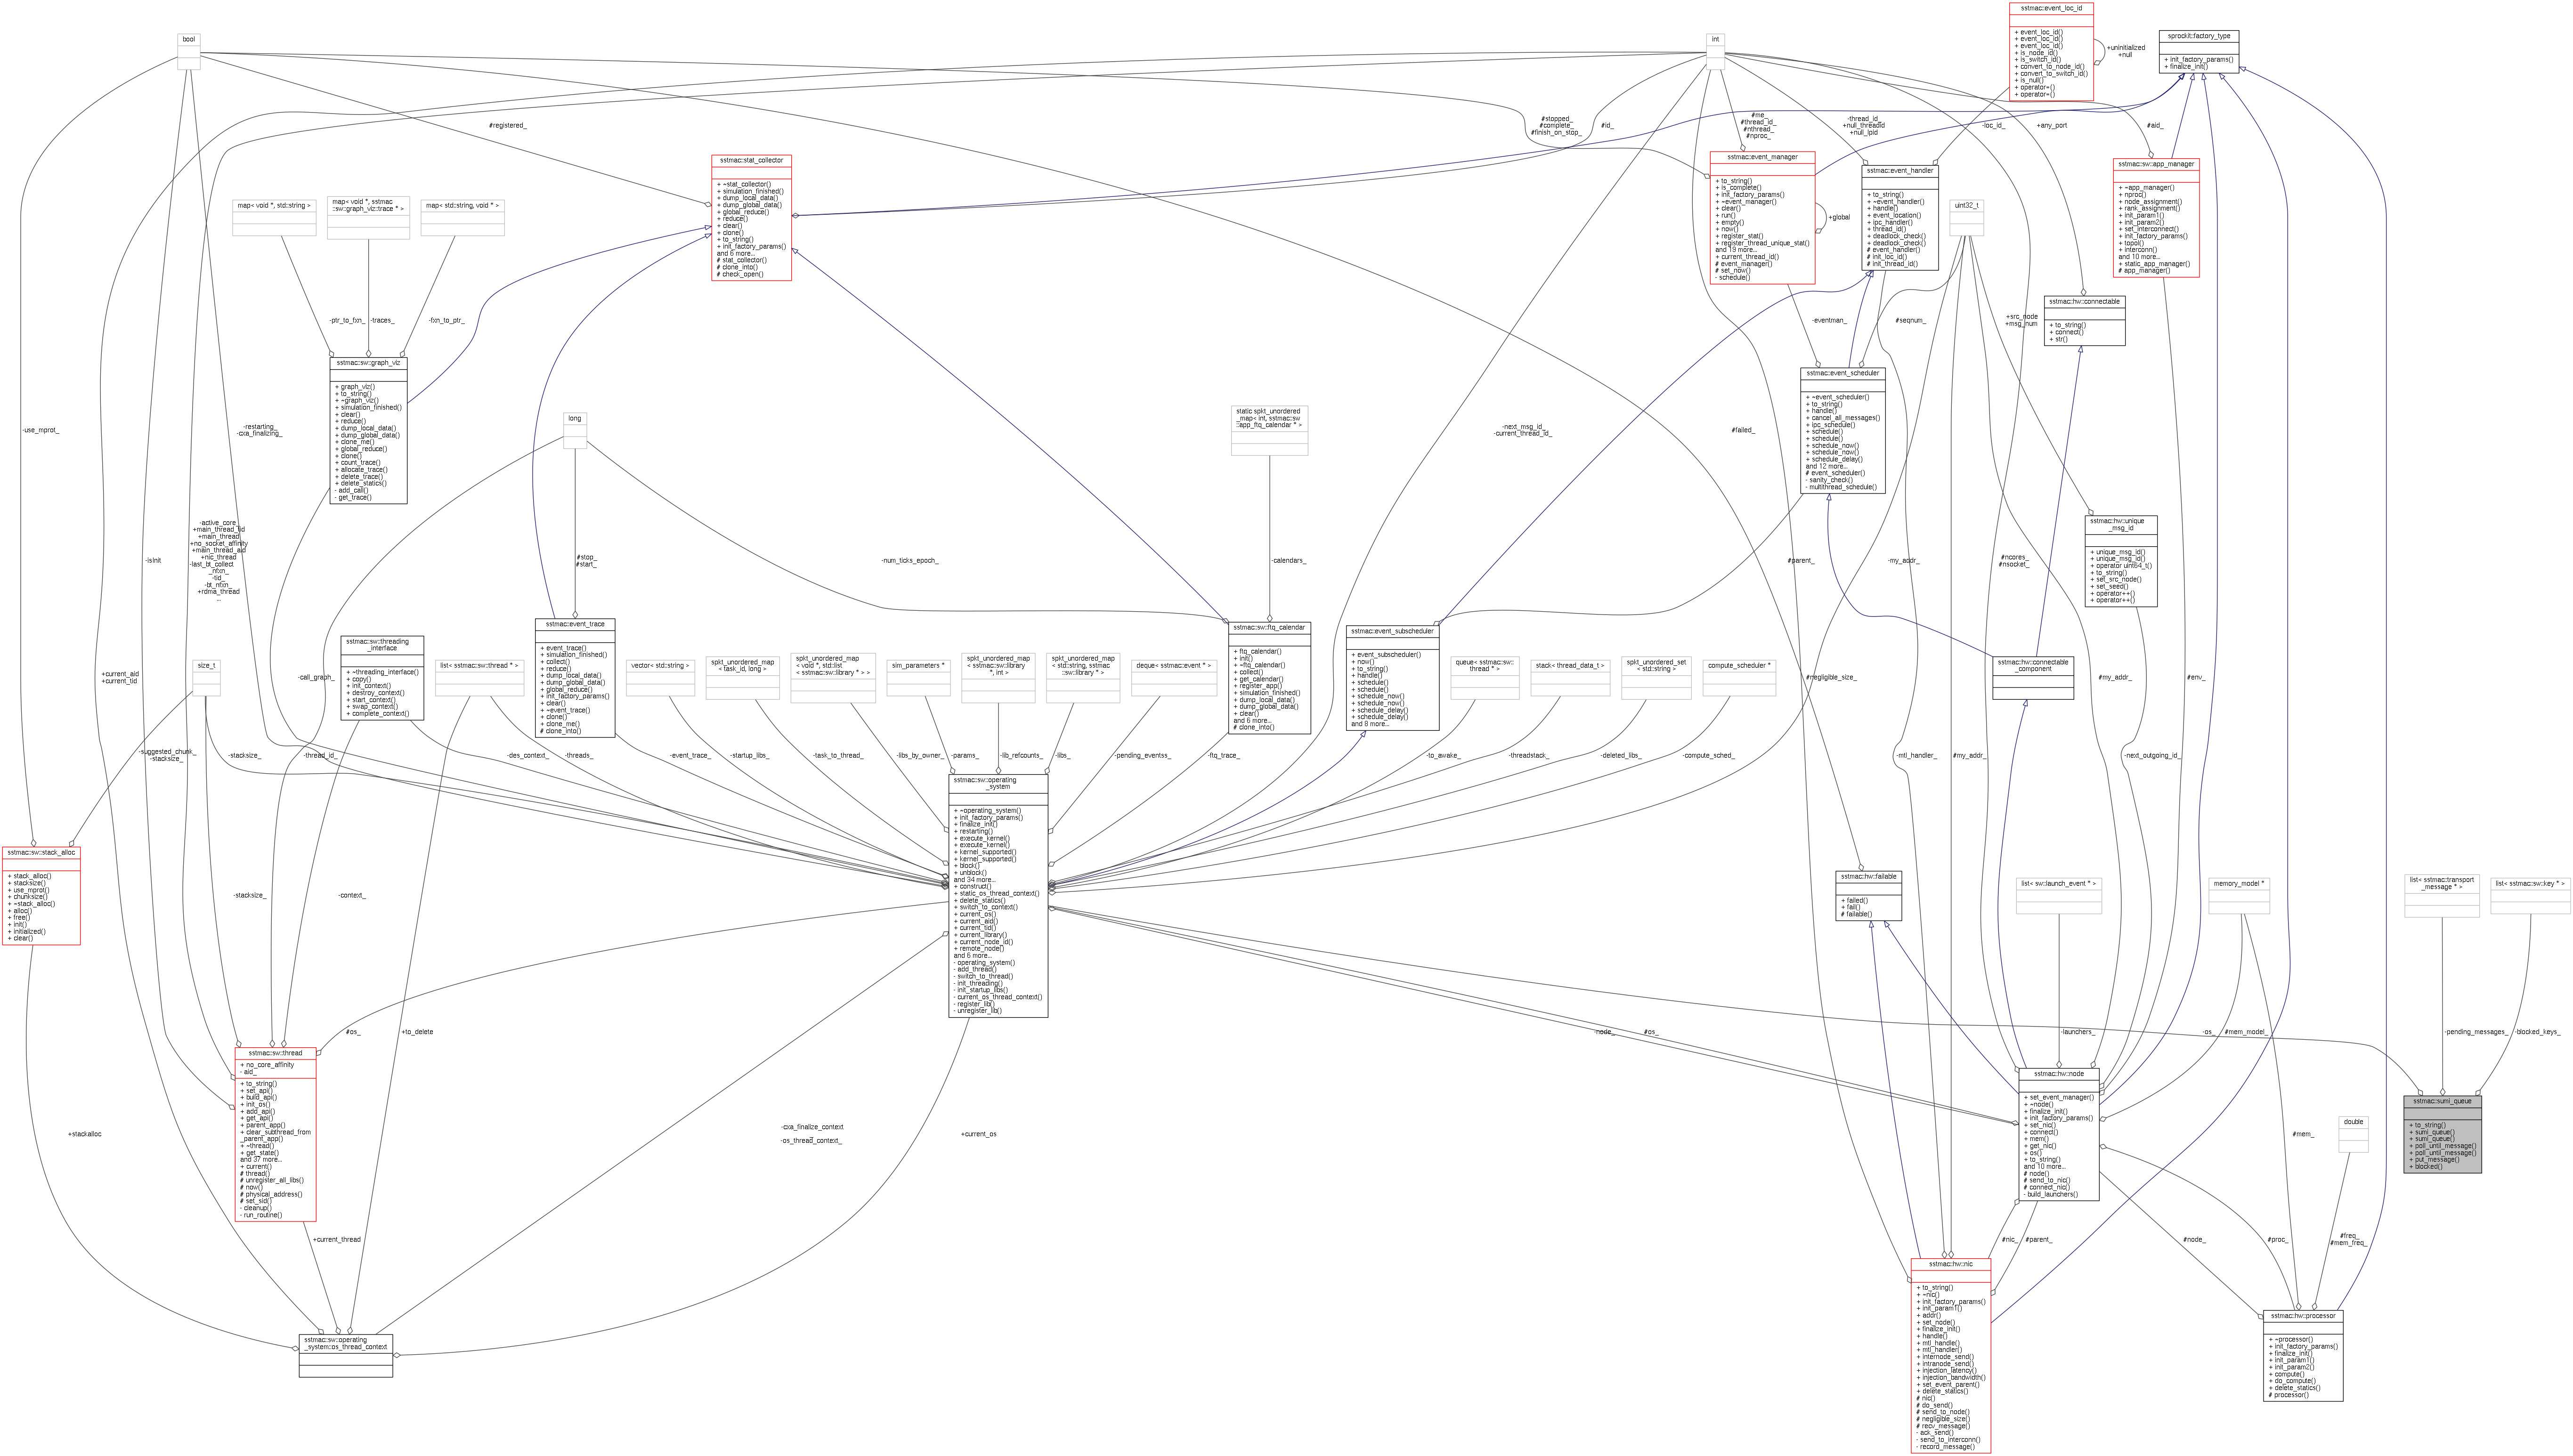 sstmac::event_loc_id
+ event_loc_id()
+ event_loc_id()
+ event_loc_id()
+ is_node_id()
+ is_switch_id()
+ convert_to_node_id()
+ convert_to_switch_id()
+ is_null()
+ operator=()
+ operator=()
+uninitialized
+null
sprockit::factory_type
+ init_factory_params()
+ finalize_init()
bool
int
#registered_
#stopped_
#complete_
#finish_on_stop_
#id_
#me_
#thread_id_
#nthread_
#nproc_
-thread_id_
+null_threadid
+null_lpid
-loc_id_
+any_port
#aid_
sstmac::stat_collector
+ ~stat_collector()
+ simulation_finished()
+ dump_local_data()
+ dump_global_data()
+ global_reduce()
+ reduce()
+ clear()
+ clone()
+ to_string()
+ init_factory_params()
and 6 more...
# stat_collector()
# clone_into()
# check_open()
sstmac::event_manager
+ to_string()
+ is_complete()
+ init_factory_params()
+ ~event_manager()
+ clear()
+ run()
+ empty()
+ now()
+ register_stat()
+ register_thread_unique_stat()
and 19 more...
+ current_thread_id()
# event_manager()
# set_now()
- schedule()
+global
sstmac::event_handler
+ to_string()
+ ~event_handler()
+ handle()
+ event_location()
+ ipc_handler()
+ thread_id()
+ deadlock_check()
+ deadlock_check()
# event_handler()
# init_loc_id()
# init_thread_id()
uint32_t
sstmac::sw::app_manager
+ ~app_manager()
+ nproc()
+ node_assignment()
+ rank_assignment()
+ init_param1()
+ init_param2()
+ set_interconnect()
+ init_factory_params()
+ topol()
+ interconn()
and 10 more...
+ static_app_manager()
# app_manager()
map< void *, std::string >
map< void *, sstmac
::sw::graph_viz::trace * >
map< std::string, void * >
-ptr_to_fxn_
-traces_
-fxn_to_ptr_
-eventman_
#seqnum_
+src_node
+msg_num
sstmac::hw::connectable
+ to_string()
+ connect()
+ str()
sstmac::sw::graph_viz
+ graph_viz()
+ to_string()
+ ~graph_viz()
+ simulation_finished()
+ clear()
+ reduce()
+ dump_local_data()
+ dump_global_data()
+ clone_me()
+ global_reduce()
+ clone()
+ count_trace()
+ allocate_trace()
+ delete_trace()
+ delete_statics()
- add_call()
- get_trace()
sstmac::event_scheduler
+ ~event_scheduler()
+ to_string()
+ handle()
+ cancel_all_messages()
+ ipc_schedule()
+ schedule()
+ schedule()
+ schedule_now()
+ schedule_now()
+ schedule_delay()
and 12 more...
# event_scheduler()
- sanity_check()
- multithread_schedule()
-use_mprot_
-restarting_
-cxa_finalizing_
long
static spkt_unordered
_map< int, sstmac::sw
::app_ftq_calendar * >
-next_msg_id_
-current_thread_id_
#failed_
sstmac::hw::unique
_msg_id
+ unique_msg_id()
+ unique_msg_id()
+ operator uint64_t()
+ to_string()
+ set_src_node()
+ set_seed()
+ operator++()
+ operator++()
-isInit
-active_core_
+main_thread_tid
+main_thread
+no_socket_affinity
+main_thread_aid
+nic_thread
-last_bt_collect
_nfxn_
-tid_
-bt_nfxn_
+rdma_thread
...
#stop_
#start_
-num_ticks_epoch_
-calendars_
#parent_
-my_addr_
#ncores_
#nsocket_
sstmac::event_trace
+ event_trace()
+ simulation_finished()
+ collect()
+ reduce()
+ dump_local_data()
+ dump_global_data()
+ global_reduce()
+ init_factory_params()
+ clear()
+ ~event_trace()
+ clone()
+ clone_me()
# clone_into()
sstmac::sw::ftq_calendar
+ ftq_calendar()
+ init()
+ ~ftq_calendar()
+ collect()
+ get_calendar()
+ register_app()
+ simulation_finished()
+ dump_local_data()
+ dump_global_data()
+ clear()
and 6 more...
# clone_into()
sstmac::event_subscheduler
+ event_subscheduler()
+ now()
+ to_string()
+ handle()
+ schedule()
+ schedule()
+ schedule_now()
+ schedule_now()
+ schedule_delay()
+ schedule_delay()
and 8 more...
sstmac::sw::threading
_interface
+ ~threading_interface()
+ copy()
+ init_context()
+ destroy_context()
+ start_context()
+ swap_context()
+ complete_context()
+current_aid
+current_tid
size_t
-call_graph_
list< sstmac::sw::thread * >
vector< std::string >
spkt_unordered_map
< task_id, long >
spkt_unordered_map
< void *, std::list
< sstmac::sw::library * > >
sim_parameters *
spkt_unordered_map
< sstmac::sw::library
*, int >
spkt_unordered_map
< std::string, sstmac
::sw::library * >
deque< sstmac::event * >
queue< sstmac::sw::
thread * >
stack< thread_data_t >
spkt_unordered_set
< std::string >
compute_scheduler *
#negligible_size_
sstmac::hw::connectable
_component
#my_addr_
#env_
-suggested_chunk_
-stacksize_
-stacksize_
-thread_id_
-des_context_
-threads_
-event_trace_
-startup_libs_
-task_to_thread_
-libs_by_owner_
-params_
-lib_refcounts_
-libs_
-pending_eventss_
-ftq_trace_
-to_awake_
-threadstack_
-deleted_libs_
-compute_sched_
-mtl_handler_
#my_addr_
-next_outgoing_id_
sstmac::sw::operating
_system
+ ~operating_system()
+ init_factory_params()
+ finalize_init()
+ restarting()
+ execute_kernel()
+ execute_kernel()
+ kernel_supported()
+ kernel_supported()
+ block()
+ unblock()
and 34 more...
+ construct()
+ static_os_thread_context()
+ delete_statics()
+ switch_to_context()
+ current_os()
+ current_aid()
+ current_tid()
+ current_library()
+ current_node_id()
+ remote_node()
and 6 more...
- operating_system()
- add_thread()
- switch_to_thread()
- init_threading()
- init_startup_libs()
- current_os_thread_context()
- register_lib()
- unregister_lib()
sstmac::sw::stack_alloc
+ stack_alloc()
+ stacksize()
+ use_mprot()
+ chunksize()
+ ~stack_alloc()
+ alloc()
+ free()
+ init()
+ initialized()
+ clear()
-stacksize_
-context_
sstmac::hw::failable
+ failed()
+ fail()
# failable()
list< sw::launch_event * >
memory_model *
list< sstmac::transport
_message * >
list< sstmac::sw::key * >
#os_
+to_delete
-node_
#os_
-launchers_
#mem_model_
-os_
-pending_messages_
-blocked_keys_
sstmac::sw::thread
+ no_core_affinity
- aid_
+ to_string()
+ set_api()
+ build_api()
+ init_os()
+ add_api()
+ get_api()
+ parent_app()
+ clear_subthread_from
_parent_app()
+ ~thread()
+ get_state()
and 37 more...
+ current()
# thread()
# unregister_all_libs()
# now()
# physical_address()
# set_sid()
- cleanup()
- run_routine()
sstmac::hw::node
+ set_event_manager()
+ ~node()
+ finalize_init()
+ init_factory_params()
+ set_nic()
+ connect()
+ mem()
+ get_nic()
+ os()
+ to_string()
and 10 more...
# node()
# send_to_nic()
# connect_nic()
- build_launchers()
sstmac::sumi_queue
+ to_string()
+ sumi_queue()
+ sumi_queue()
+ poll_until_message()
+ poll_until_message()
+ put_message()
+ blocked()
+stackalloc
-cxa_finalize_context
-os_thread_context_
+current_os
#mem_
double
+current_thread
#nic_
#parent_
#node_
#proc_
#freq_
#mem_freq_
sstmac::hw::nic
+ to_string()
+ ~nic()
+ init_factory_params()
+ init_param1()
+ addr()
+ set_node()
+ finalize_init()
+ handle()
+ mtl_handle()
+ mtl_handler()
+ internode_send()
+ intranode_send()
+ injection_latency()
+ injection_bandwidth()
+ set_event_parent()
+ delete_statics()
# nic()
# do_send()
# send_to_node()
# negligible_size()
# recv_message()
- ack_send()
- send_to_interconn()
- record_message()
sstmac::hw::processor
+ ~processor()
+ init_factory_params()
+ finalize_init()
+ init_param1()
+ init_param2()
+ compute()
+ do_compute()
+ delete_statics()
# processor()
sstmac::sw::operating
_system::os_thread_context